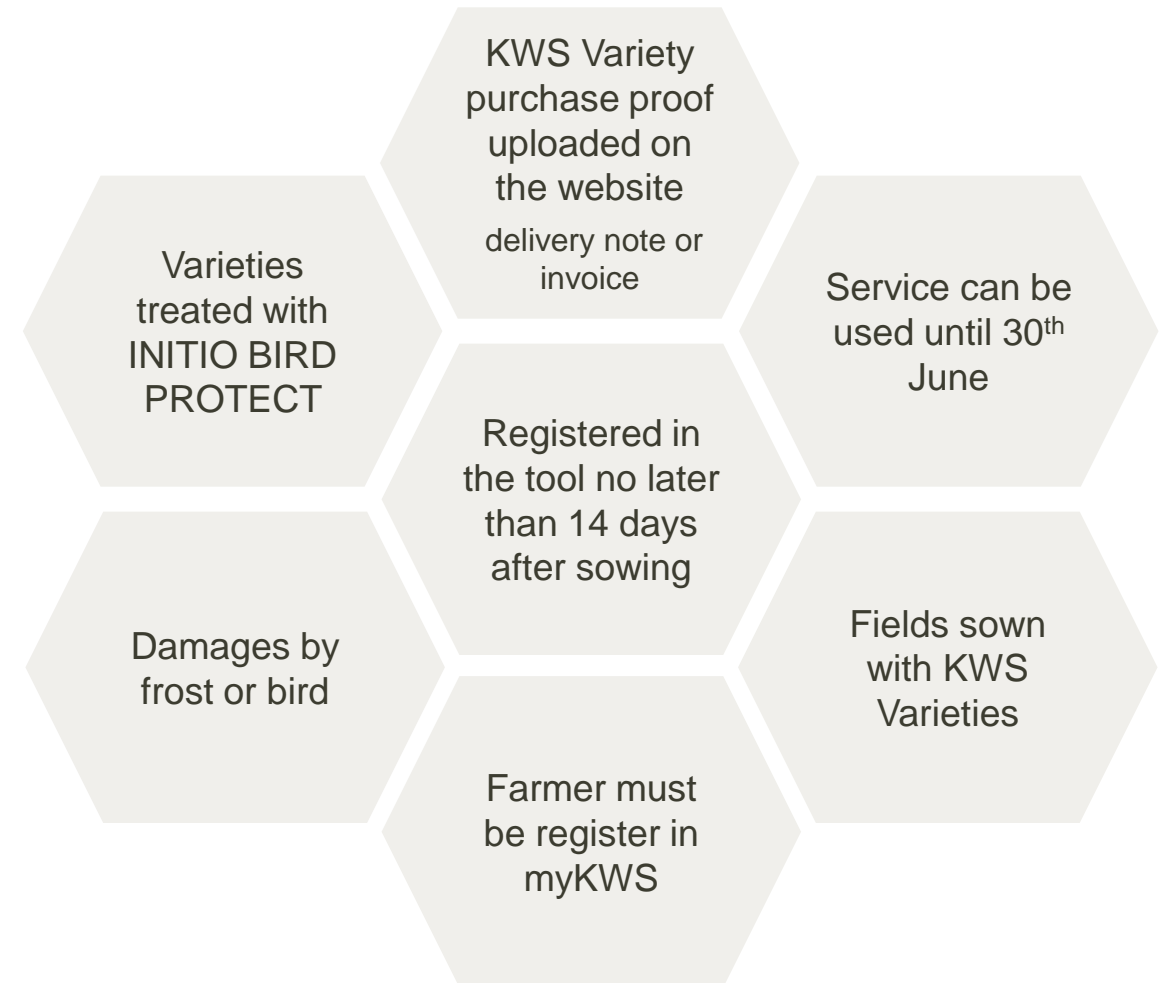 KWS Variety
purchase proof
uploaded on
the website
delivery note or
invoice
Varieties
treated with
INITIO BIRD
PROTECT
Service can be
used until 30th
June
Registered in
the tool no later
than 14 days
after sowing
Damages by
frost or bird
Fields sown
with KWS
Varieties
Farmer must
be register in
myKWS